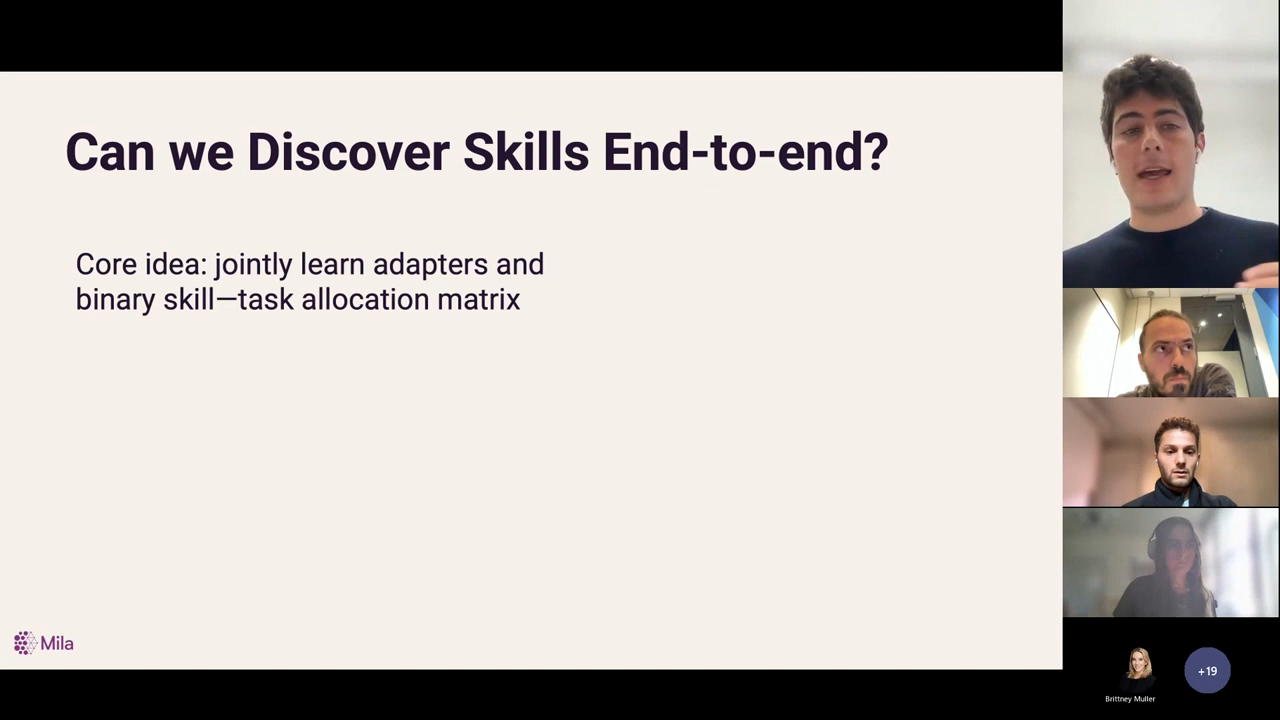 Can we Discover Skills End-to-end?
Core idea: jointly learn adapters and
binary skill—task allocation matrix
Mila
Brittney Muller
+19